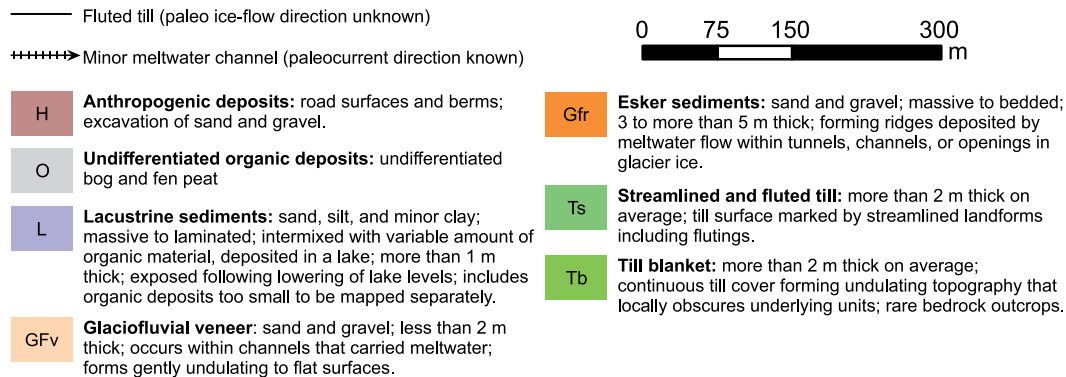 Fluted till (paleo ice-flow direction unknown)
Minor meltwater channel (paleocurrent direction known)
0 75 150 300
m
H
Anthropogenic deposits: road surfaces and berms;
excavation of sand and gravel.
O
Undifferentiated organic deposits: undifferentiated
bog and fen peat
L
Lacustrine sediments: sand, silt, and minor clay;
massive to laminated; intermixed with variable amount of
organic material, deposited in a lake; more than 1 m
thick; exposed following lowering of lake levels; includes
organic deposits too small to be mapped separately.
GFv
Glaciofluvial veneer: sand and gravel; less than 2 m
thick; occurs within channels that carried meltwater;
forms gently undulating to flat surfaces.
Gfr
Esker sediments: sand and gravel; massive to bedded;
3 to more than 5 m thick; forming ridges deposited by
meltwater flow within tunnels, channels, or openings in
glacier ice.
Ts
Streamlined and fluted till: more than 2 m thick on
average; till surface marked by streamlined landforms
including flutings.
Tb
Till blanket: more than 2 m thick on average;
continuous till cover forming undulating topography that
locally obscures underlying units; rare bedrock outcrops.